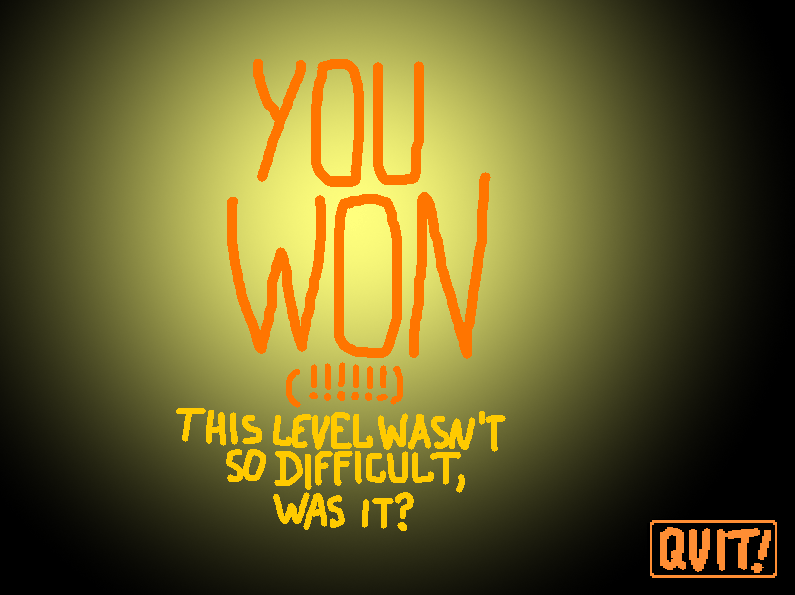 YOU
WON
(!!!!!!)
THIS LEVEL WASN'T
SO DIFFICULT,
WAS IT?
QUIT!